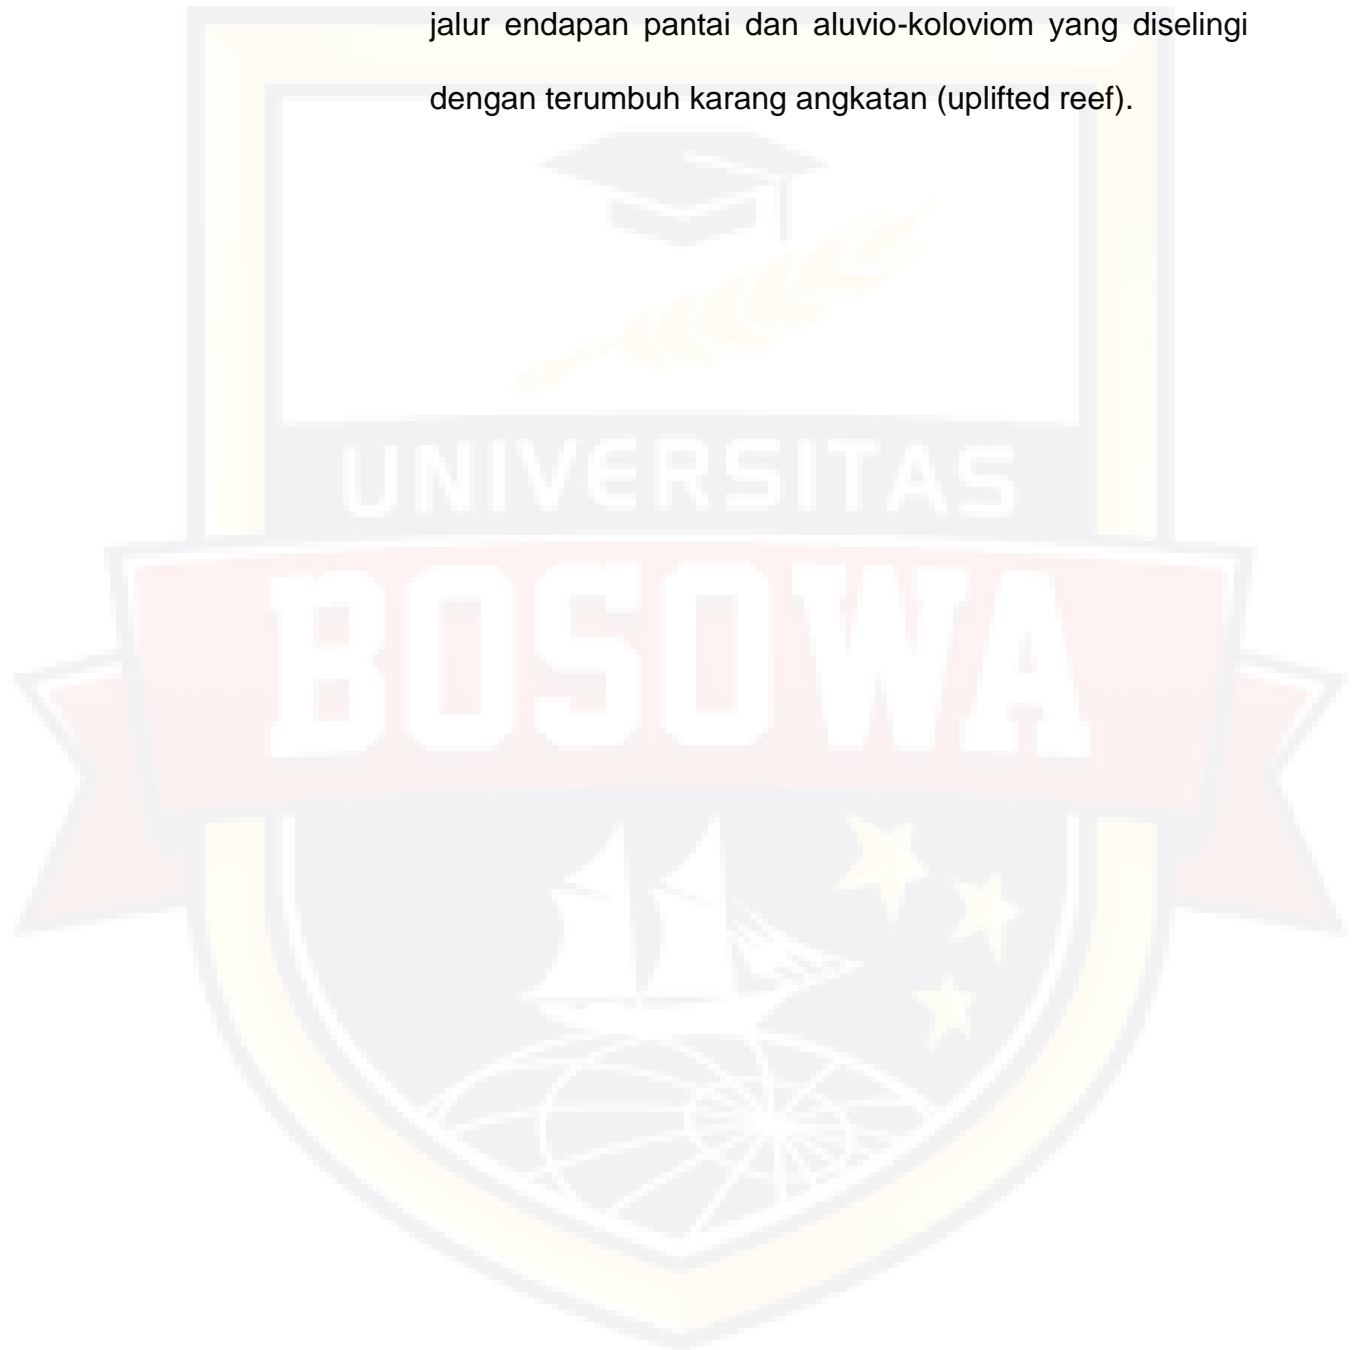 jalur endapan pantai dan aluvio-koloviom yang diselingi
dengan terumbuh karang angkatan (uplifted reef).
UNIVERSITAS
BOSOWA